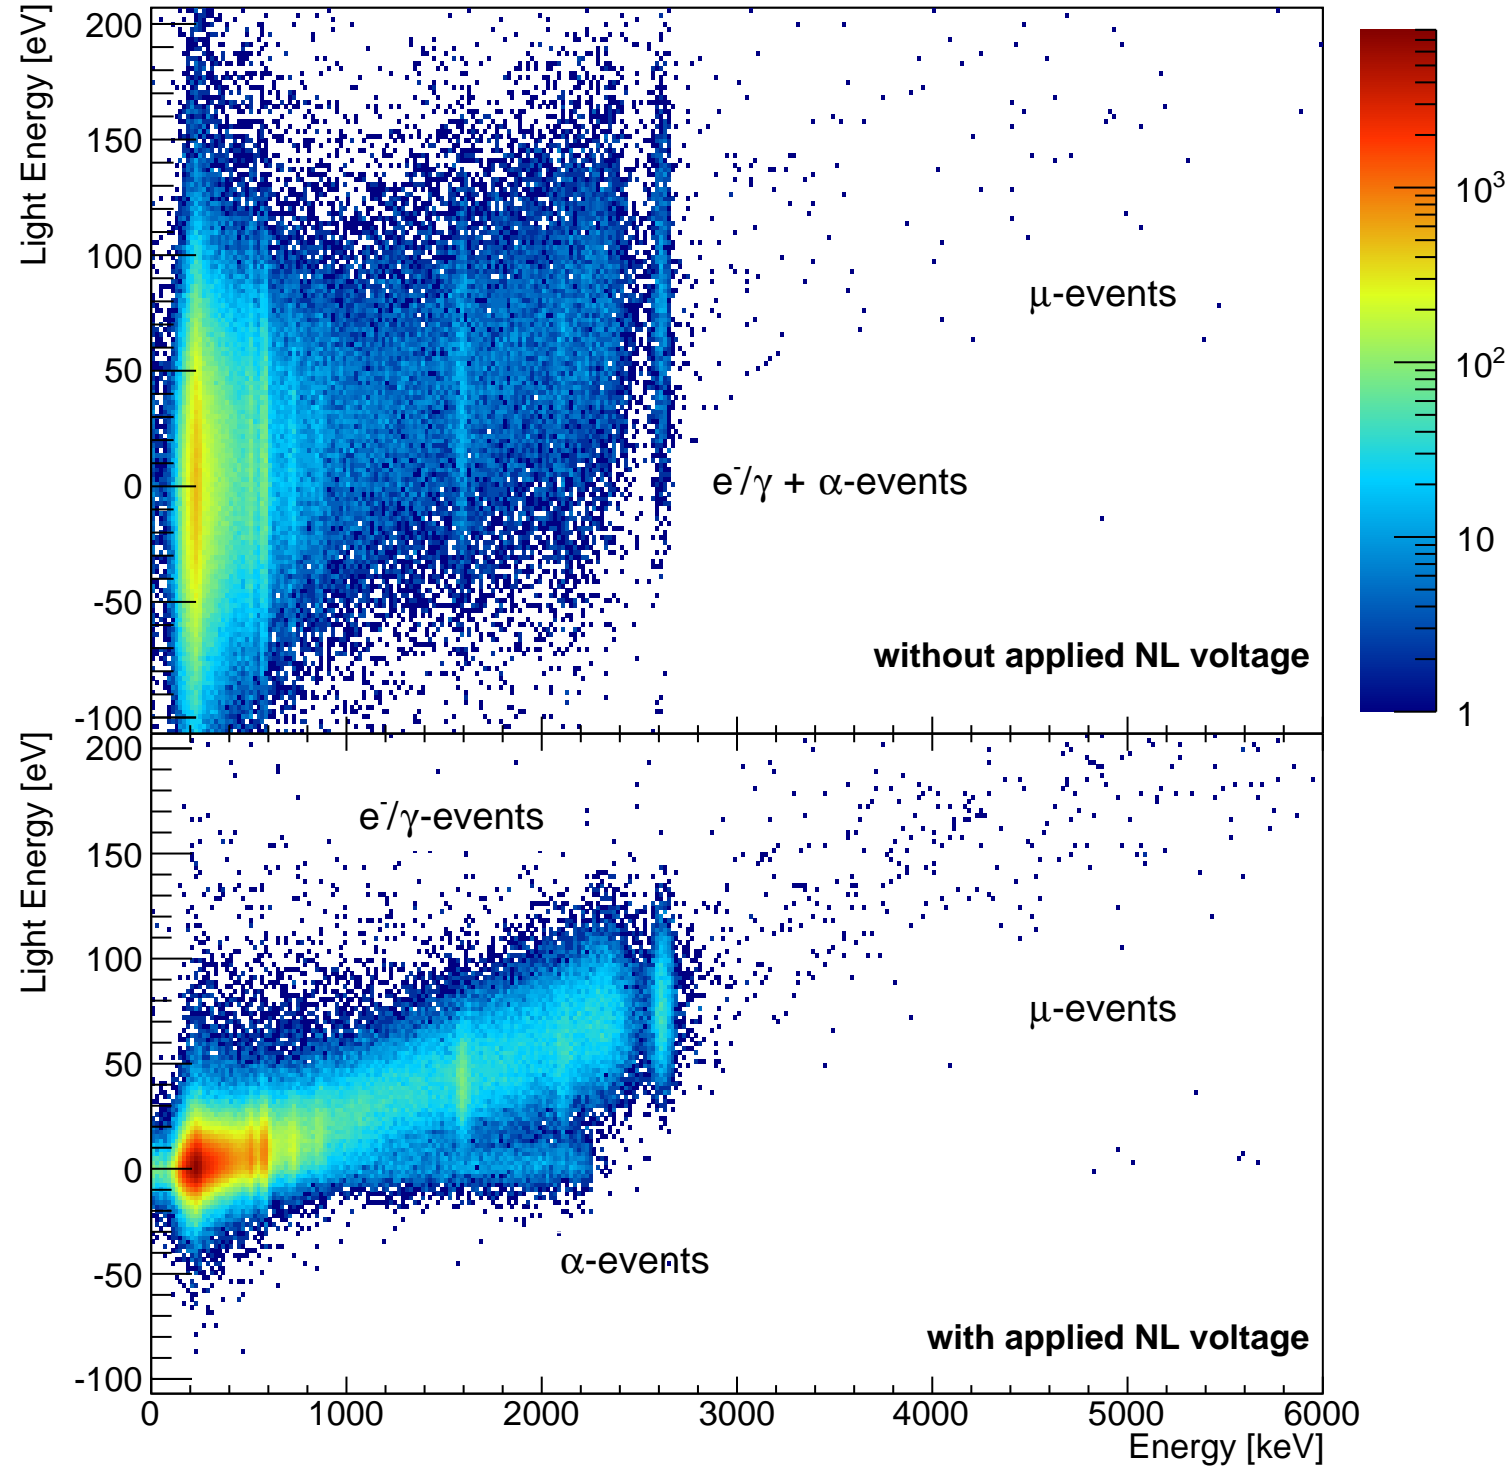 Light Energy [eV]
200
150
100
50
0
-50
-100
μ-events
e⁻/γ + α-events
without applied NL voltage
10³
10²
10
1
Light Energy [eV]
200
150
100
50
0
-50
-100
e⁻/γ-events
μ-events
α-events
with applied NL voltage
0 1000 2000 3000 4000 5000 6000
Energy [keV]